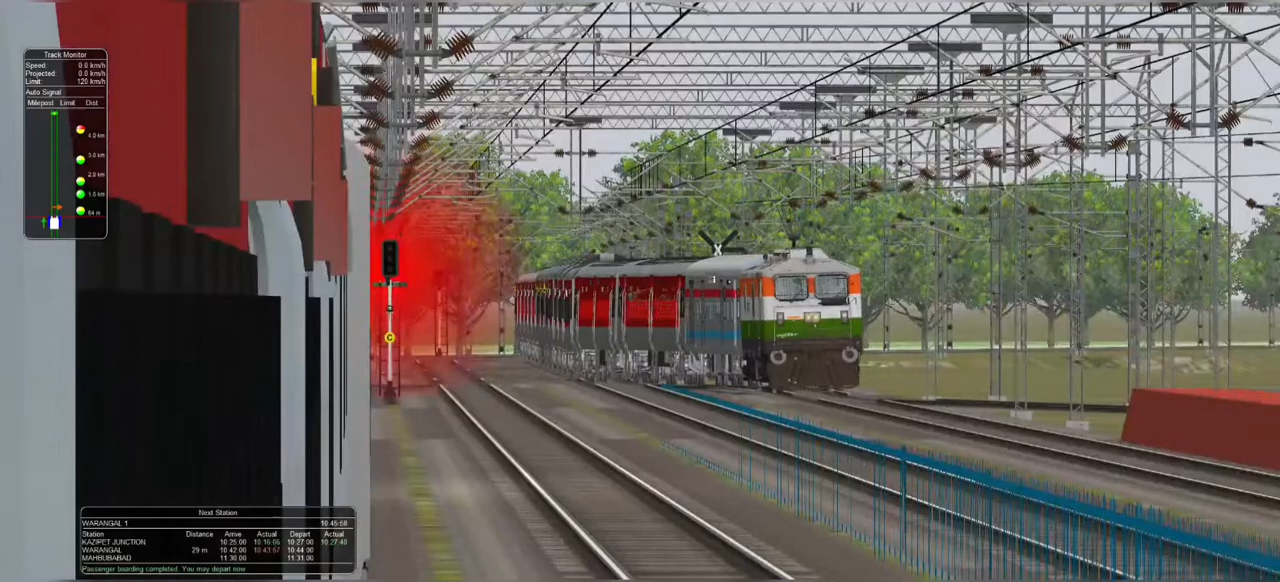 Track Monitor
Speed: 0.0 km/h
Projected: 0.0 km/h
Limit: 120 km/h
Auto Signal
Milepost Limit Dist
4.0 km
3.0 km
2.0 km
1.0 km
64 m
C
Next Station
WARANGAL 1 10:45:58
Station Distance Arrive Actual Depart Actual
KAZIPET JUNCTION 10:25:00 10:16:06 10:27:00 10:27:40
WARANGAL 29 m 10:42:00 10:43:57 10:44:00
MAHBUBABAD 11:30:00 11:31:00
Passenger boarding completed. You may depart now.